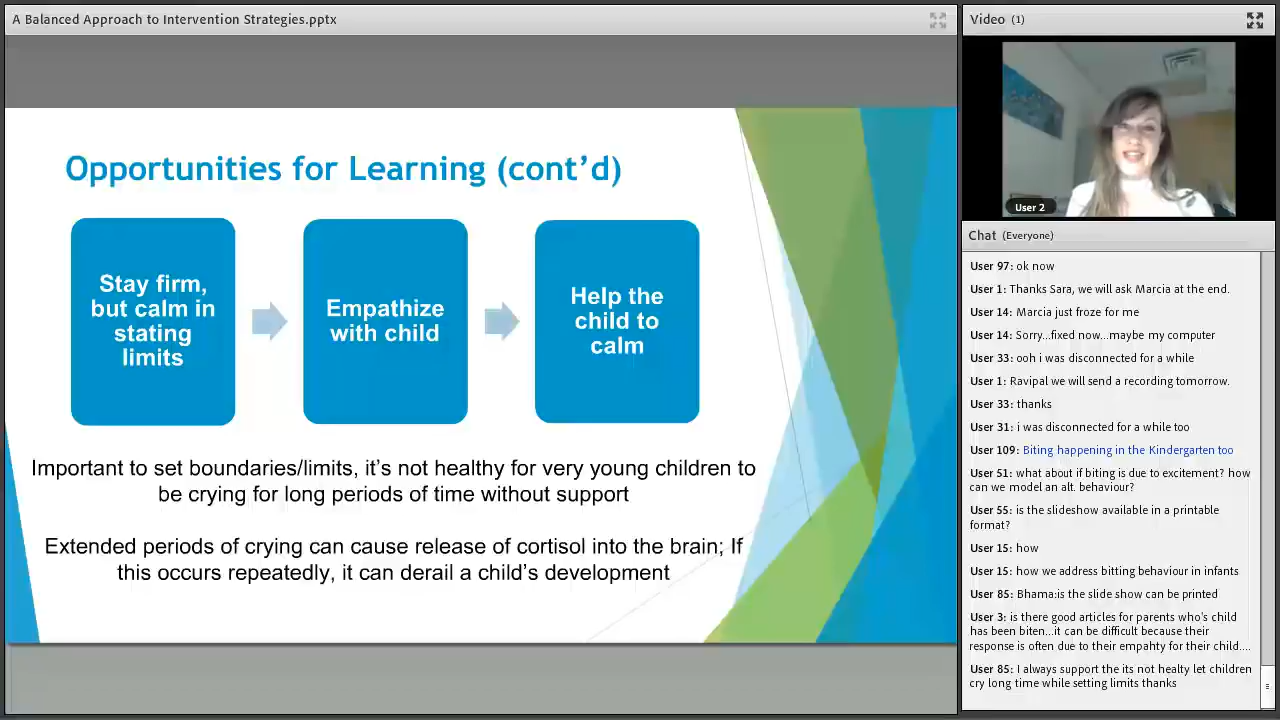 A Balanced Approach to Intervention Strategies.pptx
Opportunities for Learning (cont'd)
Stay firm,
but calm in
stating
limits
Empathize
with child
Help the
child to
calm
Important to set boundaries/limits, it's not healthy for very young children to
be crying for long periods of time without support
Extended periods of crying can cause release of cortisol into the brain; If
this occurs repeatedly, it can derail a child's development
Video (1)
User 2
Chat (Everyone)
User 97: ok now
User 1: Thanks Sara, we will ask Marcia at the end.
User 14: Marcia just froze for me
User 14: Sorry...fixed now...maybe my computer
User 33: ooh i was disconnected for a while
User 1: Ravipal we will send a recording tomorrow.
User 33: thanks
User 31: i was disconnected for a while too
User 109: Biting happening in the Kindergarten too
User 51: what about if biting is due to excitement? how
can we model an alt. behaviour?
User 55: is the slideshow available in a printable
format?
User 15: how
User 15: how we address bitting behaviour in infants
User 85: Bhama:is the slide show can be printed
User 3: is there good articles for parents who's child
has been biten...it can be difficult because their
response is often due to their empahty for their child....
User 85: I always support the its not healty let children
cry long time while setting limits thanks